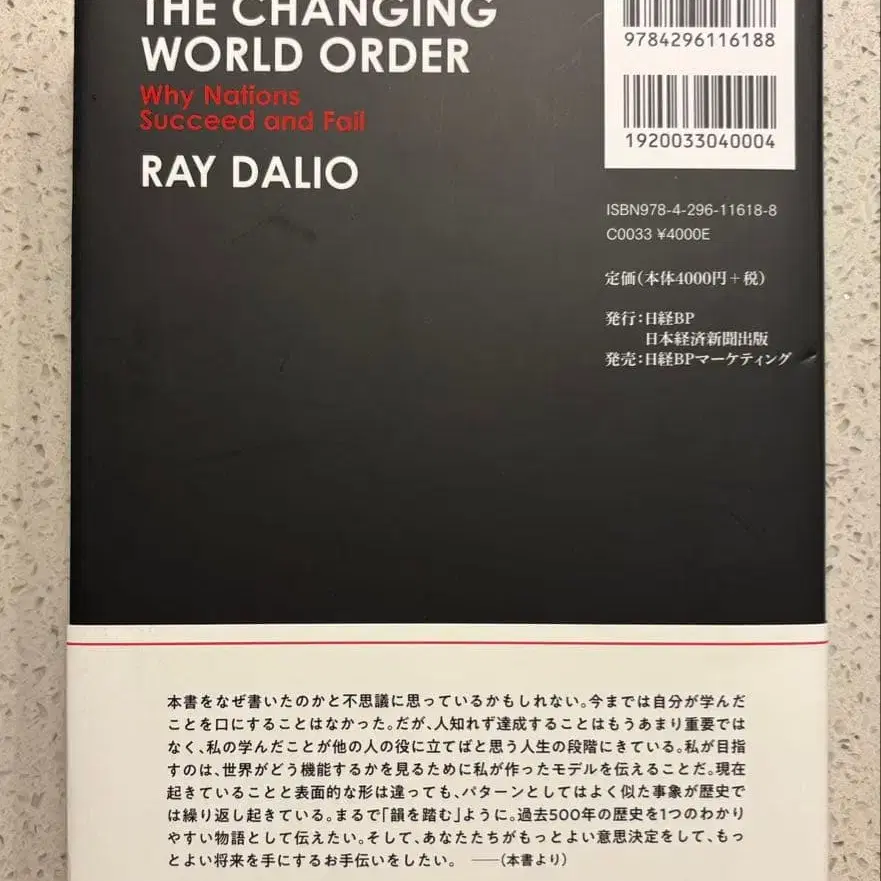 THE CHANGING
WORLD ORDER
Why Nations
Succeed and Fail
RAY DALIO
9784296116188
1920033040004
ISBN978-4-296-11618-8
C0033 ¥4000E
定価(本体4000円+税)
発行:日経BP
日本経済新聞出版
発売:日経BPマーケティング
本書をなぜ書いたのかと不思議に思っているかもしれない。今までは自分が学んだ
ことを口にすることはなかった。だが、人知れず達成することはもうあまり重要では
なく、私の学んだことが他の人の役に立てばと思う人生の段階にきている。私が目指
すのは、世界がどう機能するかを見るために私が作ったモデルを伝えることだ。現在
起きていることと表面的な形は違っても、パターンとしてはよく似た事象が歴史で
は繰り返し起きている。まるで「韻を踏む」ように。過去500年の歴史を1つのわかり
やすい物語として伝えたい。そして、あなたたちがもっとよい意思決定をして、もっ
とよい将来を手にするお手伝いをしたい。 ――(本書より)